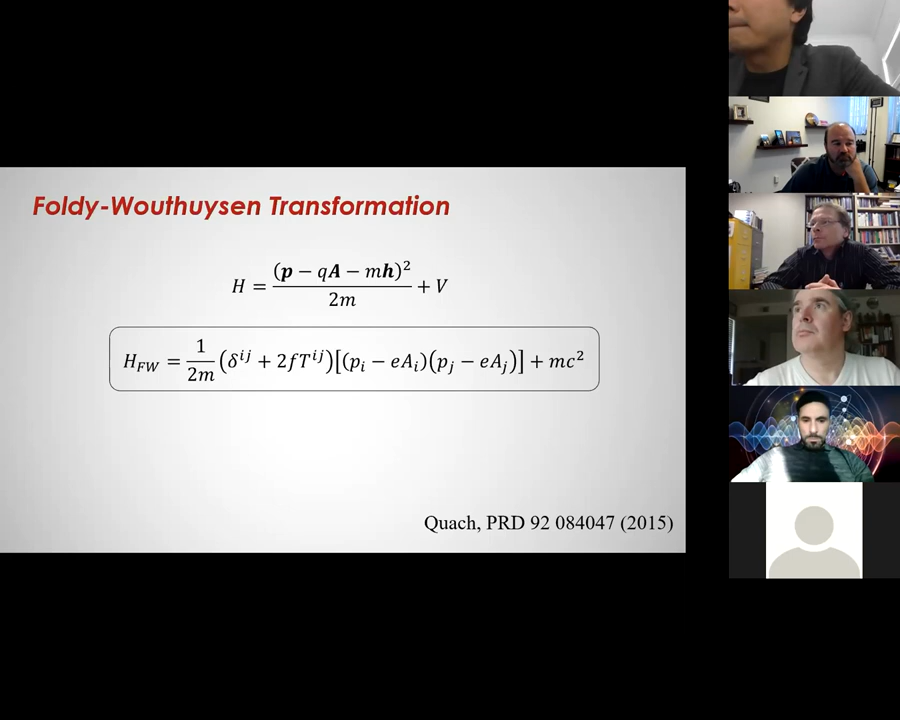 Foldy-Wouthuysen Transformation
H = (p − qA − mh)² / 2m + V
H_FW = 1/2m (δ^ij + 2fT^ij)[(p_i − eA_i)(p_j − eA_j)] + mc²
Quach, PRD 92 084047 (2015)